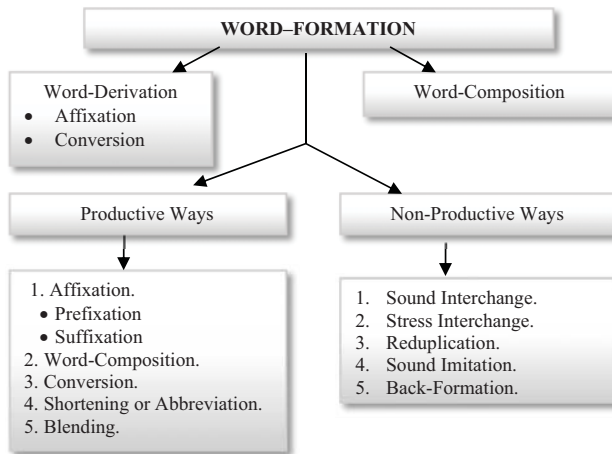 WORD–FORMATION
Word-Derivation
• Affixation
• Conversion
Word-Composition
Productive Ways
Non-Productive Ways
1. Affixation.
• Prefixation
• Suffixation
2. Word-Composition.
3. Conversion.
4. Shortening or Abbreviation.
5. Blending.
1. Sound Interchange.
2. Stress Interchange.
3. Reduplication.
4. Sound Imitation.
5. Back-Formation.